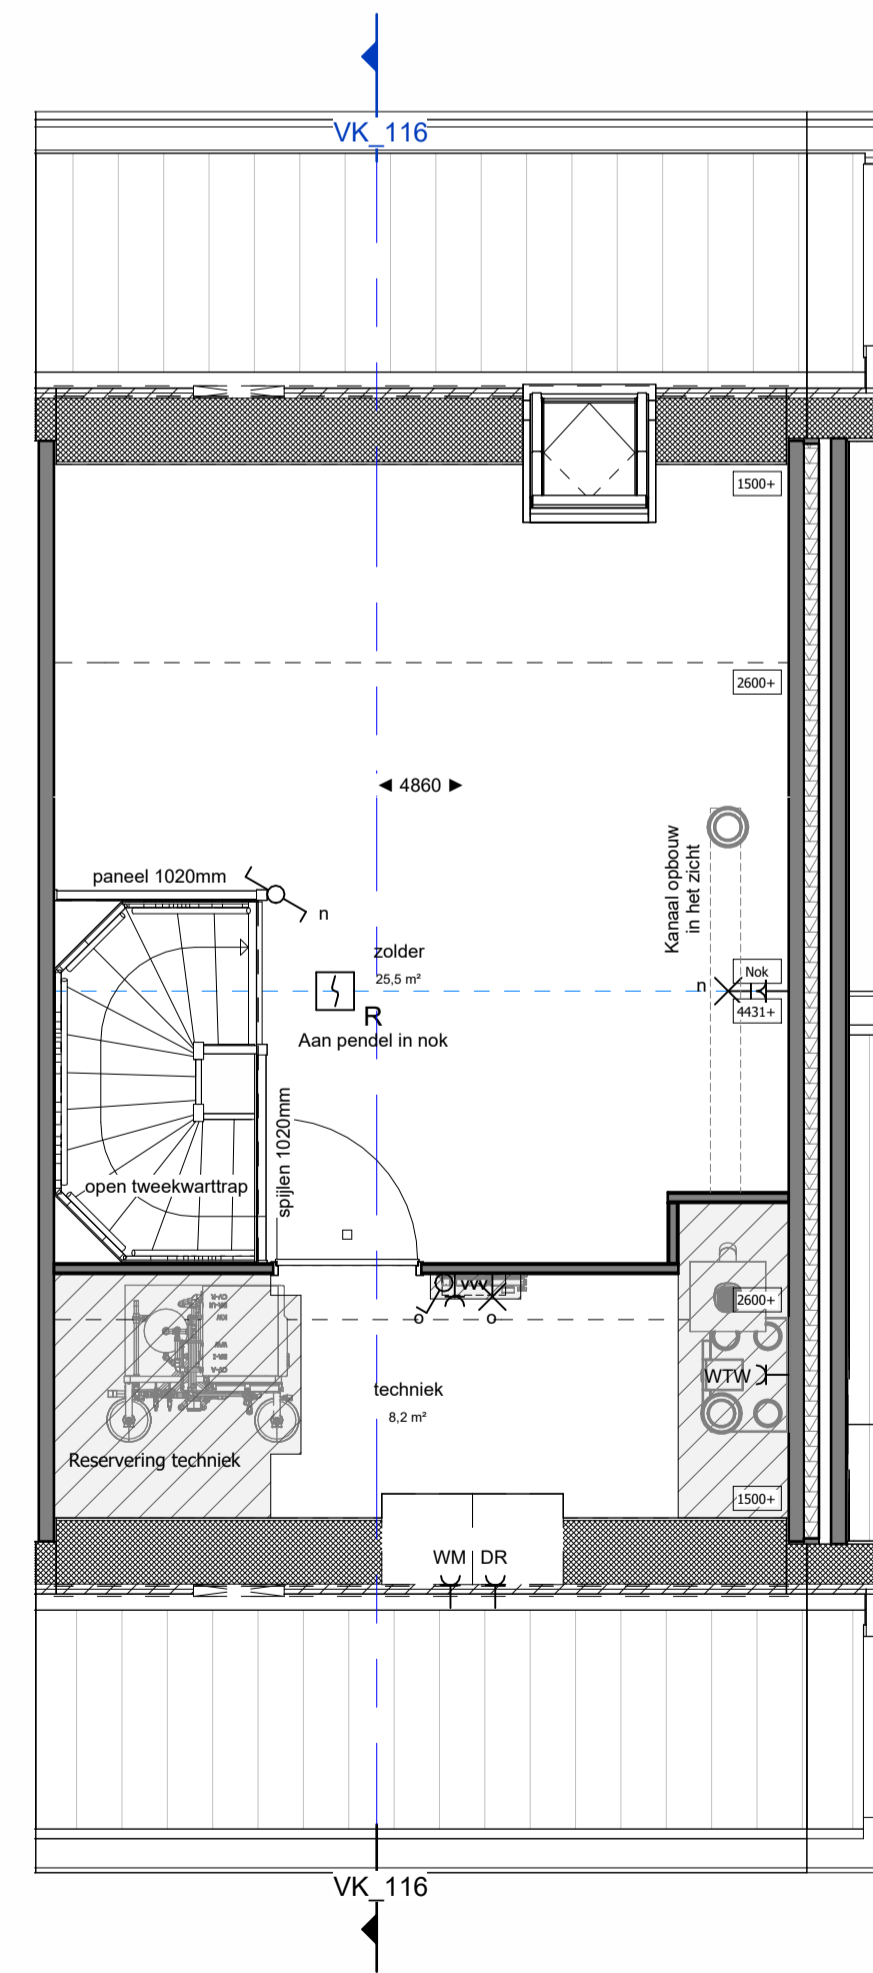 VK_116
1500+
2600+
◄ 4860 ►
paneel 1020mm
n
Kanaal opbouw
in het zicht
zolder
25,5 m²
Nok
n
4431+
R
Aan pendel in nok
spijlen 1020mm
open tweekwarttrap
2600+
WTW
techniek
8,2 m²
Reservering techniek
1500+
WM
DR
VK_116